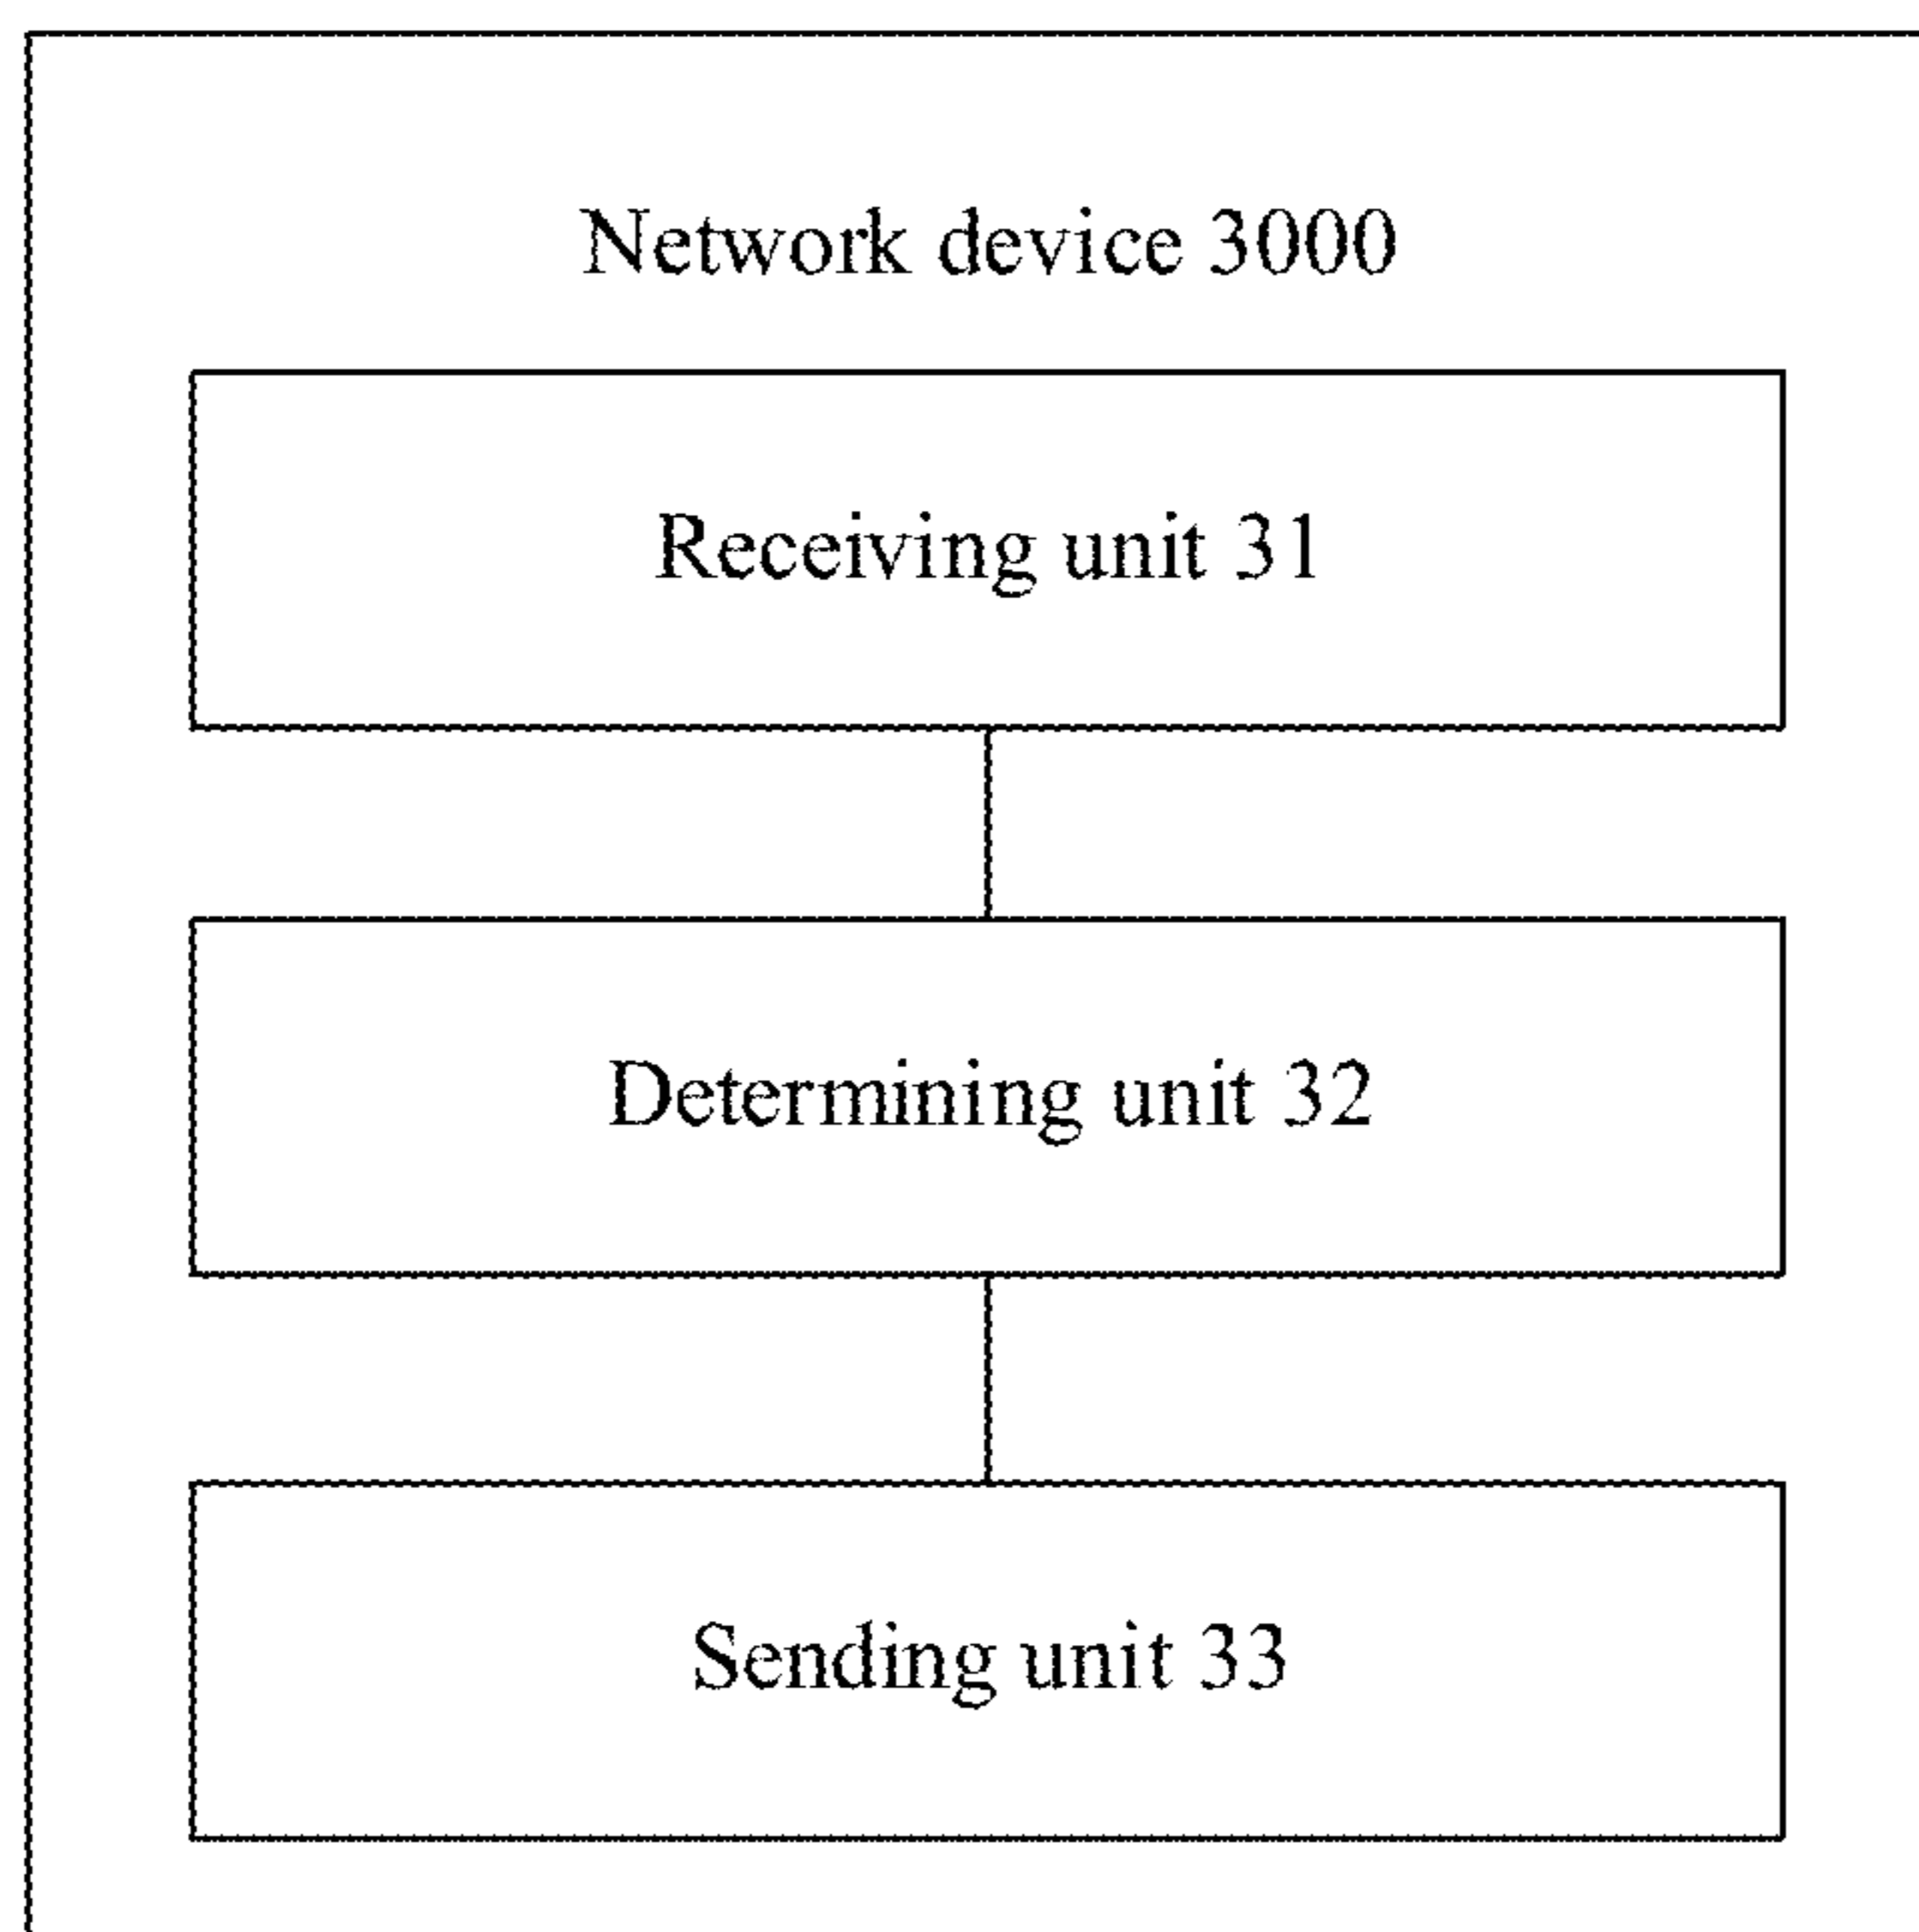 Network device 3000
Receiving unit 31
Determining unit 32
Sending unit 33